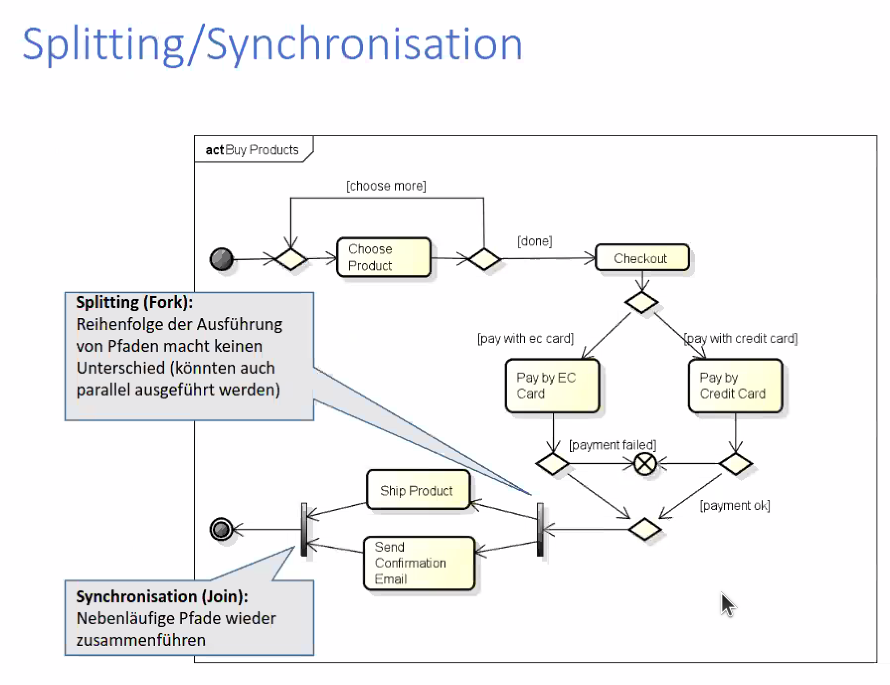 Splitting/Synchronisation
act Buy Products
[choose more]
Choose
Product
[done]
Checkout
Splitting (Fork):
Reihenfolge der Ausführung
von Pfaden macht keinen
Unterschied (könnten auch
parallel ausgeführt werden)
[pay with ec card]
[pay with credit card]
Pay by EC
Card
Pay by
Credit Card
[payment failed]
[payment ok]
Ship Product
Send
Confirmation
Email
Synchronisation (Join):
Nebenläufige Pfade wieder
zusammenführen